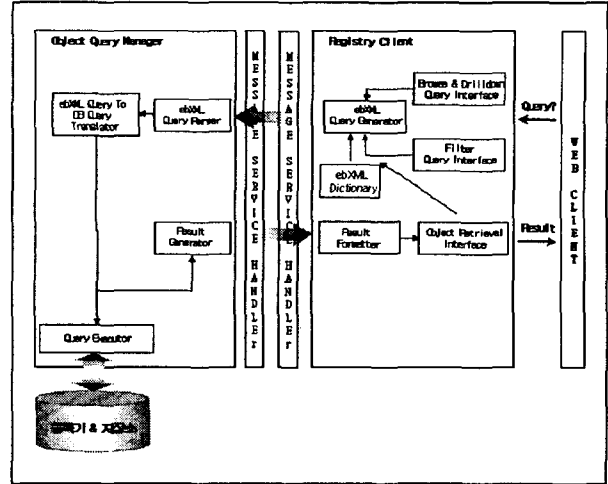 Object Query Manager
ebXML Query To
DB Query
Translator
ebXML
Query Parser
Result
Generator
Query Executor
MESSAGE SERVICE HANDLER
MESSAGE SERVICE HANDLER
Registry Client
Browse & Drilldown
Query Interface
ebXML
Query Generator
Filter
Query Interface
ebXML
Dictionary
Result
Formatter
Object Retrieval
Interface
Query?
Result
WEB CLIENT
&